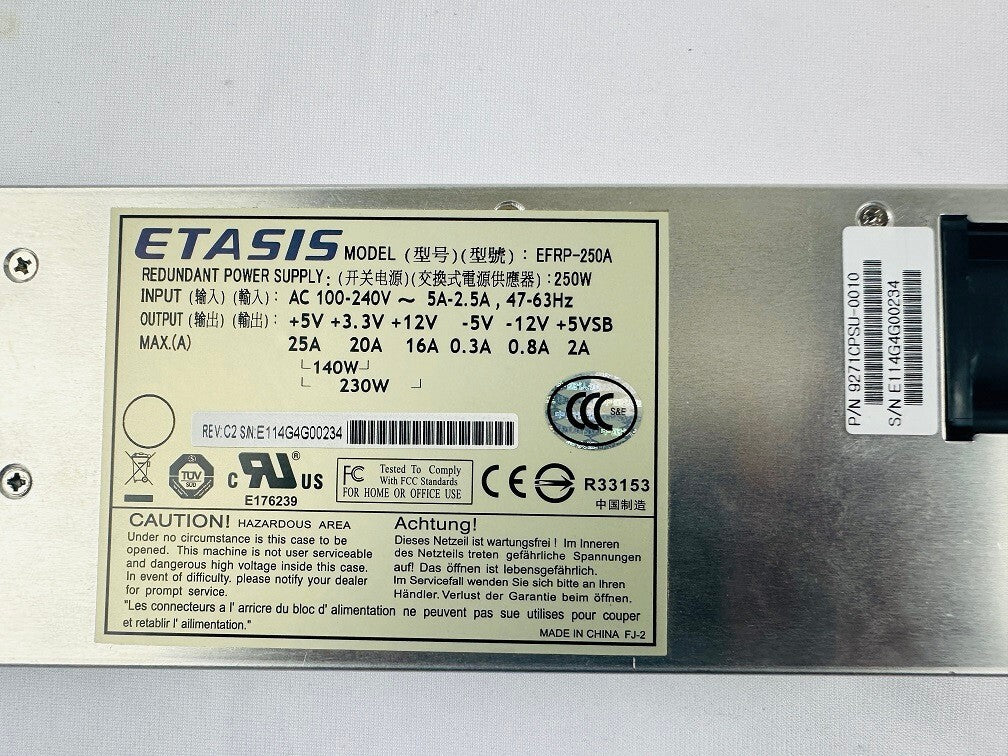 ETASIS MODEL (型号)(型號) : EFRP-250A
REDUNDANT POWER SUPPLY: (开关电源)(交換式電源供應器) : 250W
INPUT (输入) (輸入) : AC 100-240V ~ 5A-2.5A , 47-63Hz
OUTPUT (输出) (輸出) : +5V +3.3V +12V -5V -12V +5VSB
MAX.(A) 25A 20A 16A 0.3A 0.8A 2A
140W
230W
CCC S&E
REV: C2 S/N: E114G4G00234
TÜV SÜD
c RU US ®
E176239
FC Tested To Comply
With FCC Standards
FOR HOME OR OFFICE USE
CE
R33153
中国制造
CAUTION! HAZARDOUS AREA
Under no circumstance is this case to be
opened. This machine is not user serviceable
and dangerous high voltage inside this case.
In event of difficulty. please notify your dealer
for prompt service.
Achtung!
Dieses Netzeil ist wartungsfrei ! Im Inneren
des Netzteils treten gefährliche Spannungen
auf! Das öffnen ist lebensgefährlich.
Im Servicefall wenden Sie sich bitte an Ihren
Händler. Verlust der Garantie beim öffnen
"Les connecteurs a l' arricre du bloc d' alimentation ne peuvent pas sue utilises pour couper
et retablir l' ailimentation."
MADE IN CHINA FJ-2
P/N 9271CPSU-0010
S/N E114G4G00234